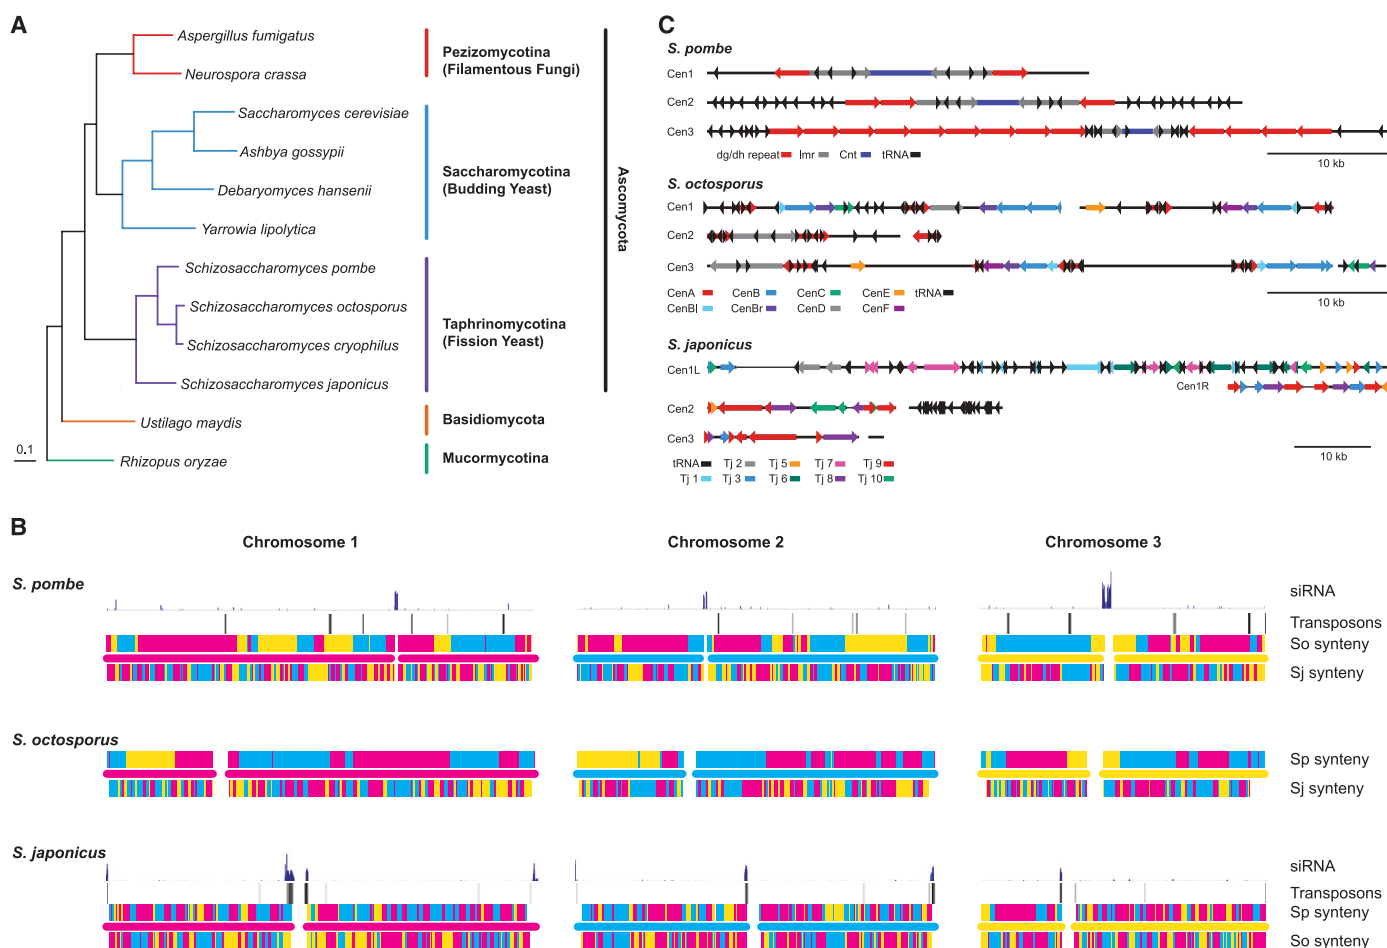 A
Aspergillus fumigatus
Neurospora crassa
Saccharomyces cerevisiae
Ashbya gossypii
Debaryomyces hansenii
Yarrowia lipolytica
Schizosaccharomyces pombe
Schizosaccharomyces octosporus
Schizosaccharomyces cryophilus
Schizosaccharomyces japonicus
Ustilago maydis
Rhizopus oryzae
0.1
Pezizomycotina
(Filamentous Fungi)
Saccharomycotina
(Budding Yeast)
Taphrinomycotina
(Fission Yeast)
Basidiomycota
Mucormycotina
Ascomycota
C
S. pombe
Cen1
Cen2
Cen3
dg/dh repeat Imr Cnt tRNA
10 kb
S. octosporus
Cen1
Cen2
Cen3
CenA CenB CenC CenE tRNA
CenBl CenBr CenD CenF
10 kb
S. japonicus
Cen1L
Cen1R
Cen2
Cen3
tRNA Tj 2 Tj 5 Tj 7 Tj 9
Tj 1 Tj 3 Tj 6 Tj 8 Tj 10
10 kb
B
Chromosome 1 Chromosome 2 Chromosome 3
S. pombe
siRNA
Transposons
So synteny
Sj synteny
S. octosporus
Sp synteny
Sj synteny
S. japonicus
siRNA
Transposons
Sp synteny
So synteny